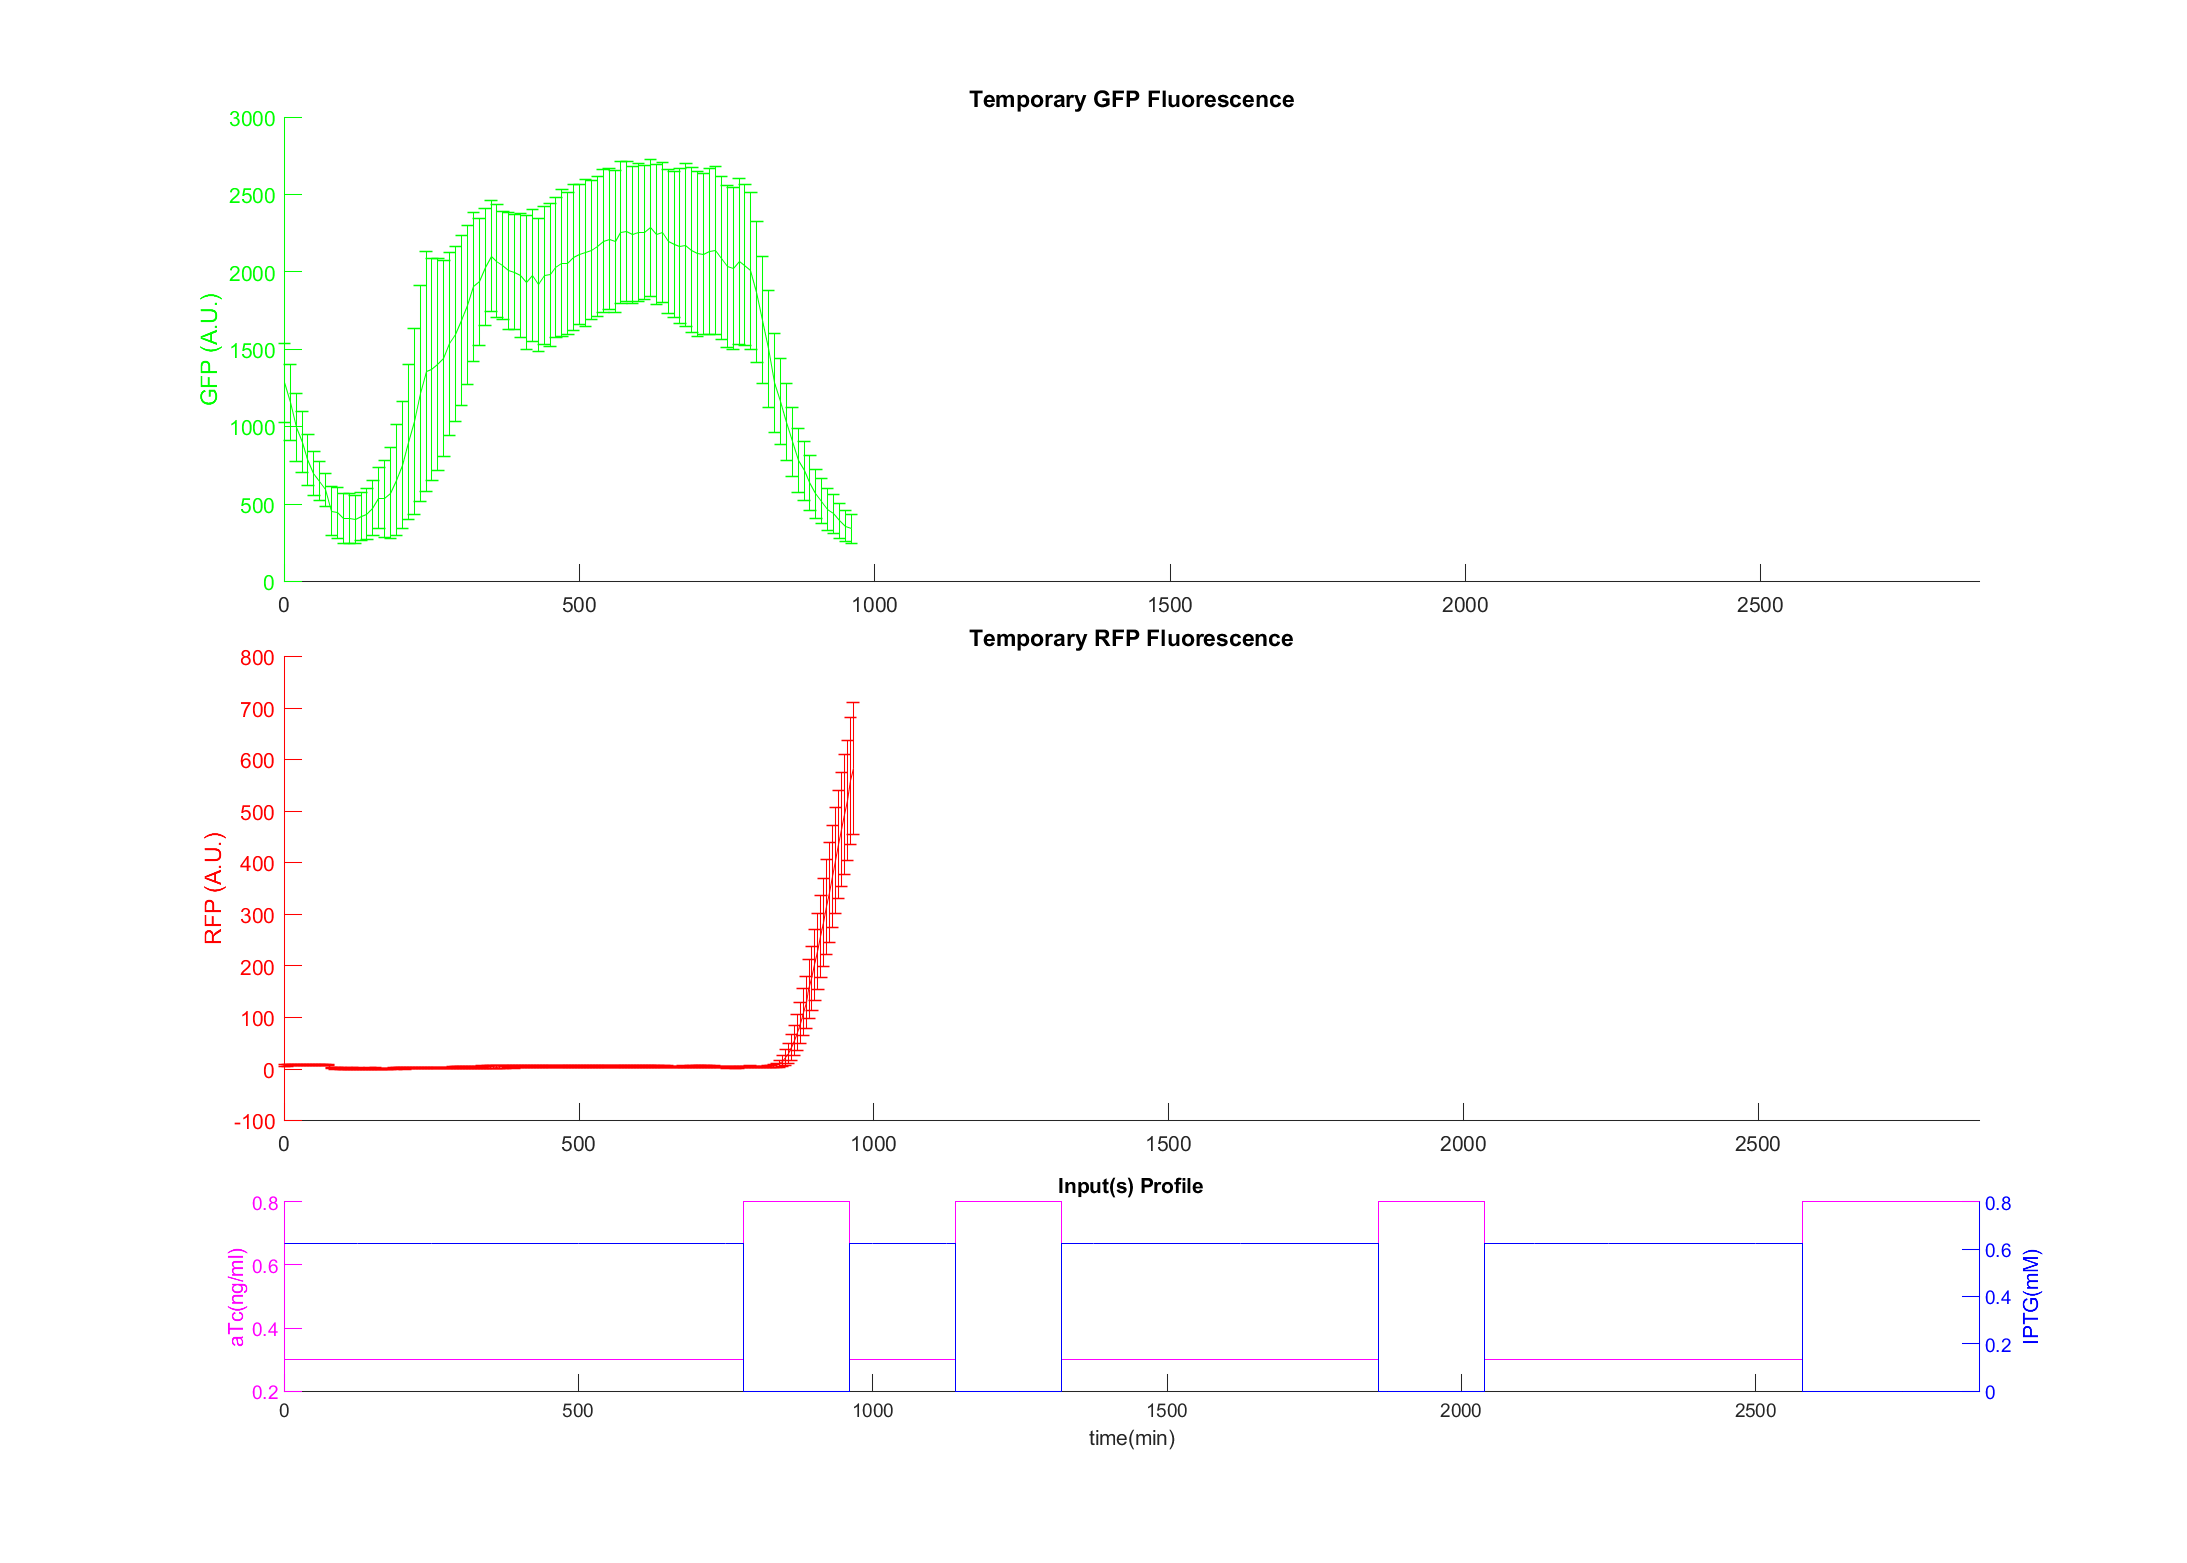 Temporary GFP Fluorescence
GFP (A.U.)
3000
2500
2000
1500
1000
500
0
0 500 1000 1500 2000 2500
Temporary RFP Fluorescence
RFP (A.U.)
800
700
600
500
400
300
200
100
0
-100
0 500 1000 1500 2000 2500
Input(s) Profile
aTc(ng/ml)
0.8
0.6
0.4
0.2
IPTG(mM)
0.8
0.6
0.4
0.2
0
0 500 1000 1500 2000 2500
time(min)